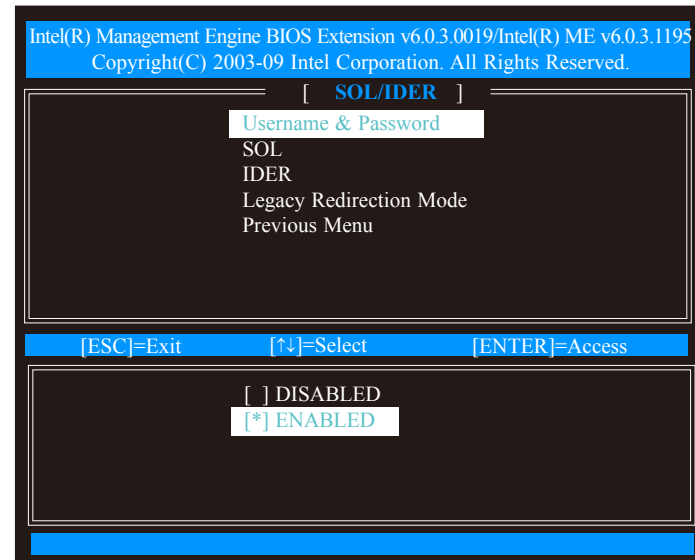 Intel(R) Management Engine BIOS Extension v6.0.3.0019/Intel(R) ME v6.0.3.1195
Copyright(C) 2003-09 Intel Corporation. All Rights Reserved.
[ SOL/IDER ]
Username & Password
SOL
IDER
Legacy Redirection Mode
Previous Menu
[ESC]=Exit [↑↓]=Select [ENTER]=Access
[ ] DISABLED
[*] ENABLED